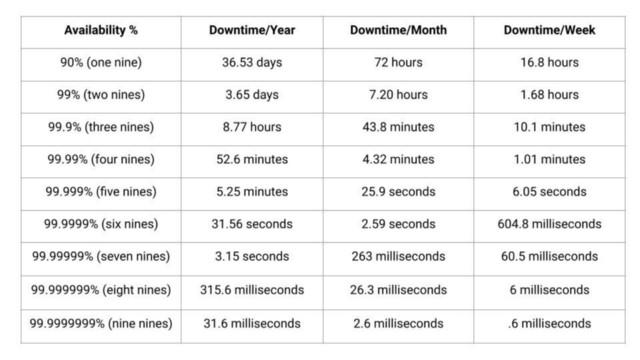 Availability % Downtime/Year Downtime/Month Downtime/Week
90% (one nine) 36.53 days 72 hours 16.8 hours
99% (two nines) 3.65 days 7.20 hours 1.68 hours
99.9% (three nines) 8.77 hours 43.8 minutes 10.1 minutes
99.99% (four nines) 52.6 minutes 4.32 minutes 1.01 minutes
99.999% (five nines) 5.25 minutes 25.9 seconds 6.05 seconds
99.9999% (six nines) 31.56 seconds 2.59 seconds 604.8 milliseconds
99.99999% (seven nines) 3.15 seconds 263 milliseconds 60.5 milliseconds
99.999999% (eight nines) 315.6 milliseconds 26.3 milliseconds 6 milliseconds
99.9999999% (nine nines) 31.6 milliseconds 2.6 milliseconds .6 milliseconds